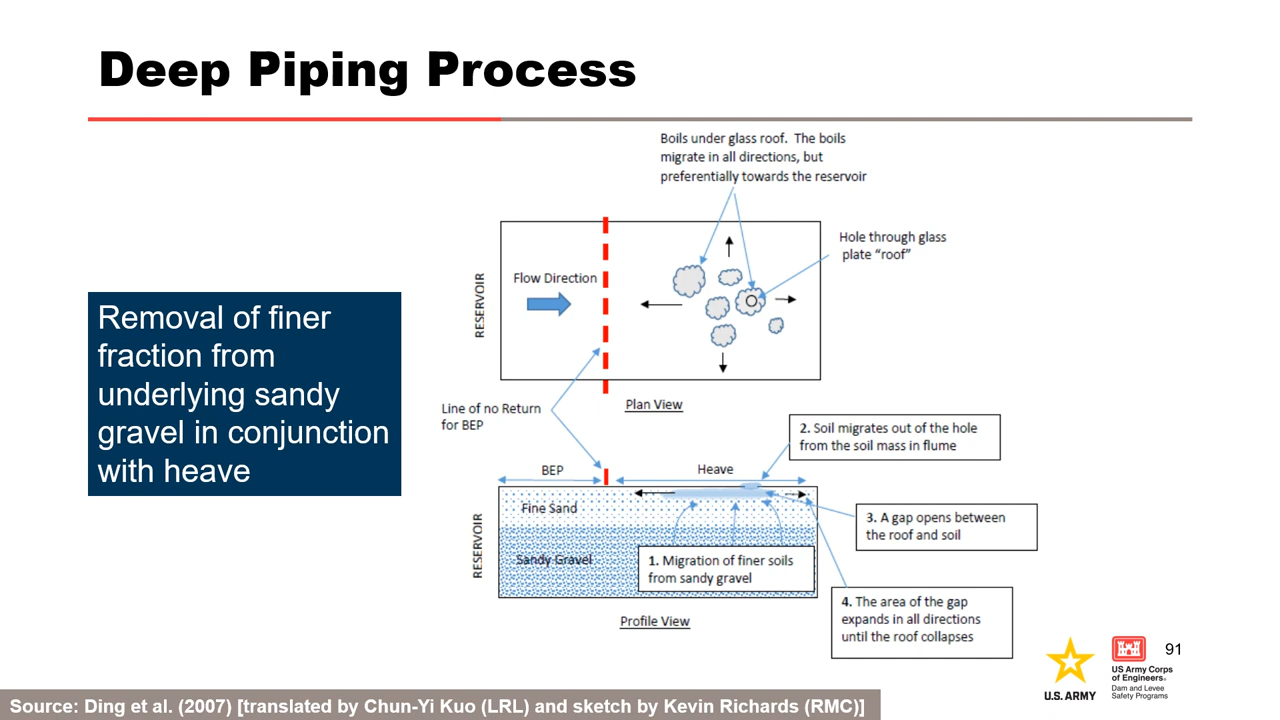 Deep Piping Process
Removal of finer
fraction from
underlying sandy
gravel in conjunction
with heave
Boils under glass roof. The boils
migrate in all directions, but
preferentially towards the reservoir
Hole through glass
plate “roof”
RESERVOIR
Flow Direction
Plan View
Line of no Return
for BEP
2. Soil migrates out of the hole
from the soil mass in flume
BEP
Heave
RESERVOIR
Fine Sand
Sandy Gravel
3. A gap opens between
the roof and soil
1. Migration of finer soils
from sandy gravel
4. The area of the gap
expands in all directions
until the roof collapses
Profile View
U.S. ARMY
US Army Corps
of Engineers®
Dam and Levee
Safety Programs
91
Source: Ding et al. (2007) [translated by Chun-Yi Kuo (LRL) and sketch by Kevin Richards (RMC)]